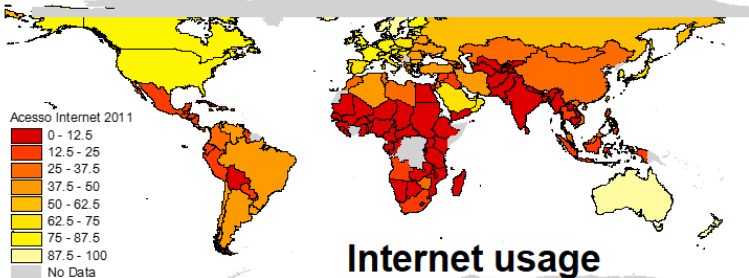 Acesso Internet 2011
0 - 12.5
12.5 - 25
25 - 37.5
37.5 - 50
50 - 62.5
62.5 - 75
75 - 87.5
87.5 - 100
No Data
Internet usage